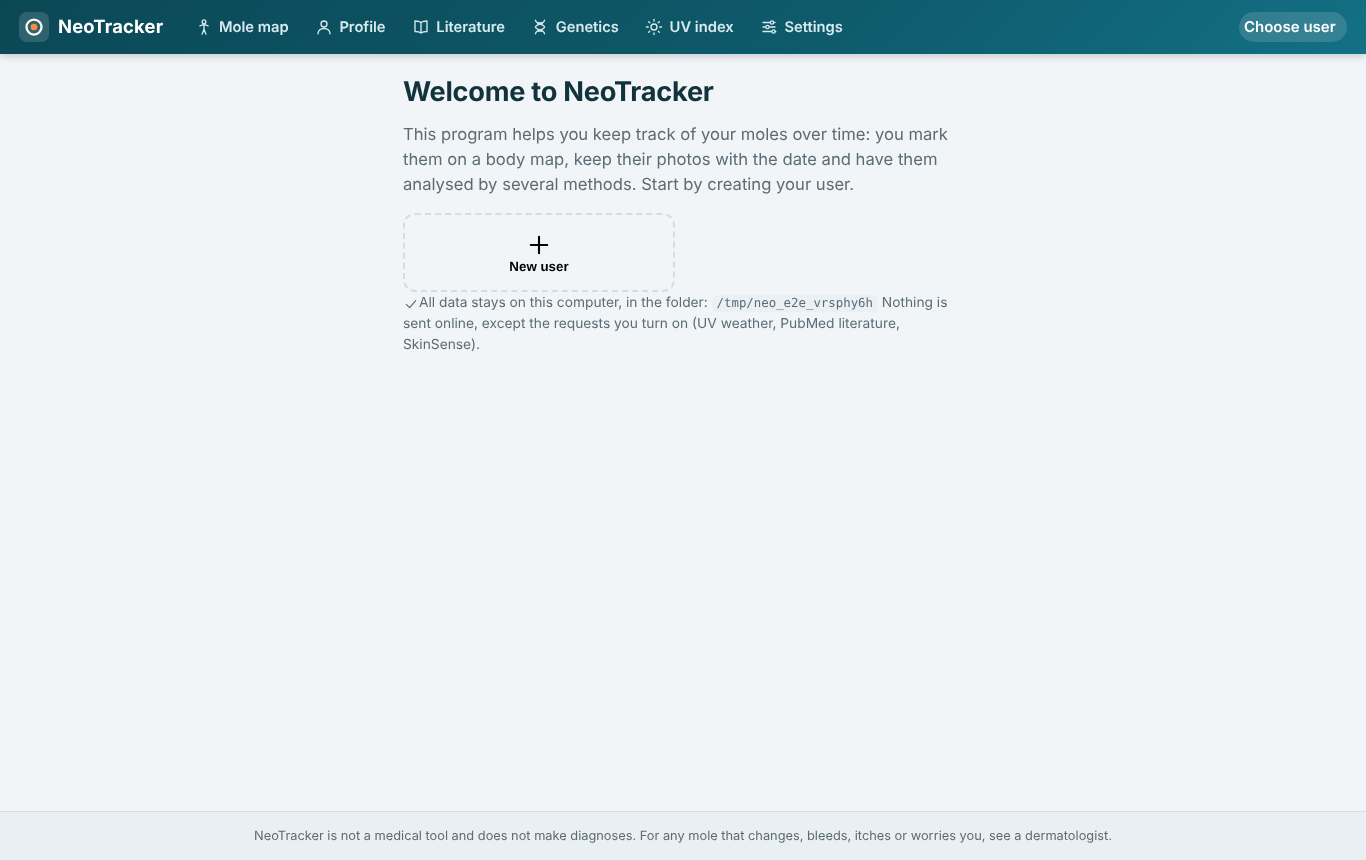 NeoTracker
Mole map
Profile
Literature
Genetics
UV index
Settings
Choose user
Welcome to NeoTracker
This program helps you keep track of your moles over time: you mark
them on a body map, keep their photos with the date and have them
analysed by several methods. Start by creating your user.
New user
All data stays on this computer, in the folder: /tmp/neo_e2e_vrsphy6h Nothing is
sent online, except the requests you turn on (UV weather, PubMed literature,
SkinSense).
NeoTracker is not a medical tool and does not make diagnoses. For any mole that changes, bleeds, itches or worries you, see a dermatologist.